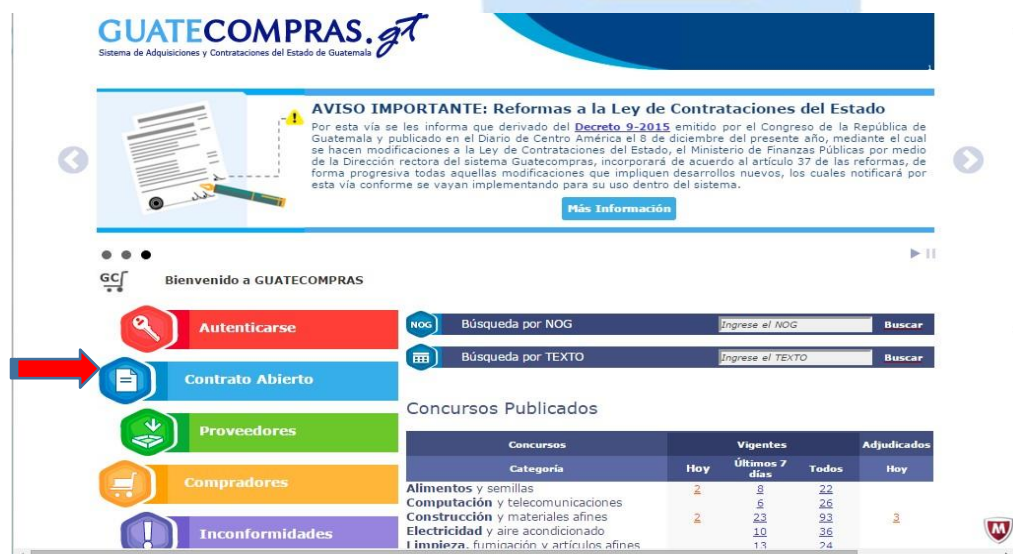 GUATECOMPRAS.gt
Sistema de Adquisiciones y Contrataciones del Estado de Guatemala
1
AVISO IMPORTANTE: Reformas a la Ley de Contrataciones del Estado
Por esta vía se les informa que derivado del Decreto 9-2015 emitido por el Congreso de la República de
Guatemala y publicado en el Diario de Centro América el 8 de diciembre del presente año, mediante el cual
se hacen modificaciones a la Ley de Contrataciones del Estado, el Ministerio de Finanzas Públicas por medio
de la Dirección rectora del sistema Guatecompras, incorporará de acuerdo al artículo 37 de las reformas, de
forma progresiva todas aquellas modificaciones que impliquen desarrollos nuevos, los cuales notificará por
esta vía conforme se vayan implementando para su uso dentro del sistema.
Más Información
GC Bienvenido a GUATECOMPRAS
Autenticarse
Contrato Abierto
Proveedores
Compradores
Inconformidades
NOG Búsqueda por NOG Ingrese el NOG Buscar
Búsqueda por TEXTO Ingrese el TEXTO Buscar
Concursos Publicados
Concursos Vigentes Adjudicados
Categoría Hoy Últimos 7 días Todos Hoy
Alimentos y semillas 2 8 22
Computación y telecomunicaciones 6 26
Construcción y materiales afines 2 23 93 3
Electricidad y aire acondicionado 10 36
Limpieza, fumigación y artículos afines 13 24